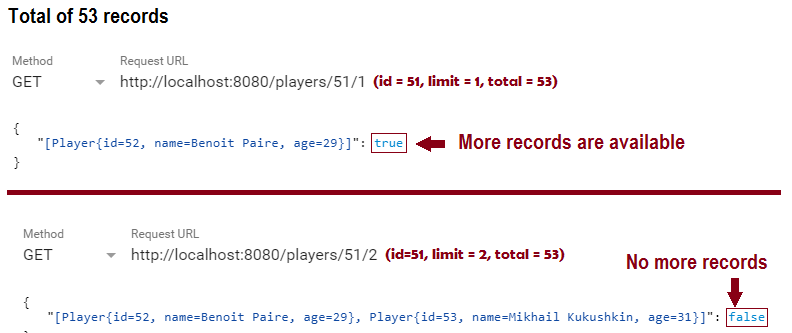 Total of 53 records
Method Request URL
GET http://localhost:8080/players/51/1 (id = 51, limit = 1, total = 53)
{
"[Player{id=52, name=Benoit Paire, age=29}]": true More records are available
}
Method Request URL
GET http://localhost:8080/players/51/2 (id=51, limit = 2, total = 53)
No more records
{
"[Player{id=52, name=Benoit Paire, age=29}, Player{id=53, name=Mikhail Kukushkin, age=31}]": false